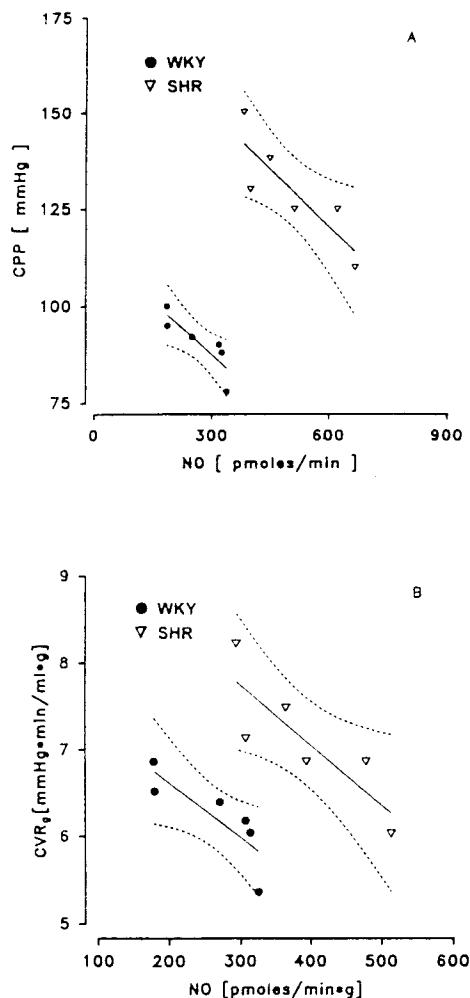 A
175
150
125
100
75
CPP [ mmHg]
● WKY
▽ SHR
0 300 600 900
NO [ pmoles/min ]
B
9
8
7
6
5
CVRg[mmHg•min/ml•g]
● WKY
▽ SHR
100 200 300 400 500 600
NO [pmoles/min•g]